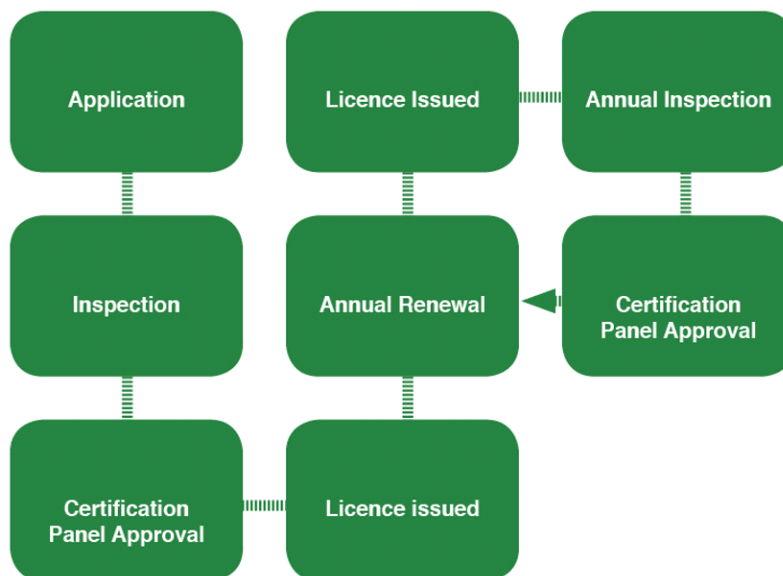 Application
Licence Issued
Annual Inspection
Inspection
Annual Renewal
Certification
Panel Approval
Certification
Panel Approval
Licence issued